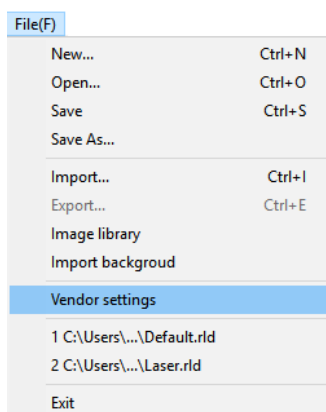 File(F)
New... Ctrl+N
Open... Ctrl+O
Save Ctrl+S
Save As...
Import... Ctrl+I
Export... Ctrl+E
Image library
Import backgroud
Vendor settings
1 C:\Users\...\Default.rld
2 C:\Users\...\Laser.rld
Exit